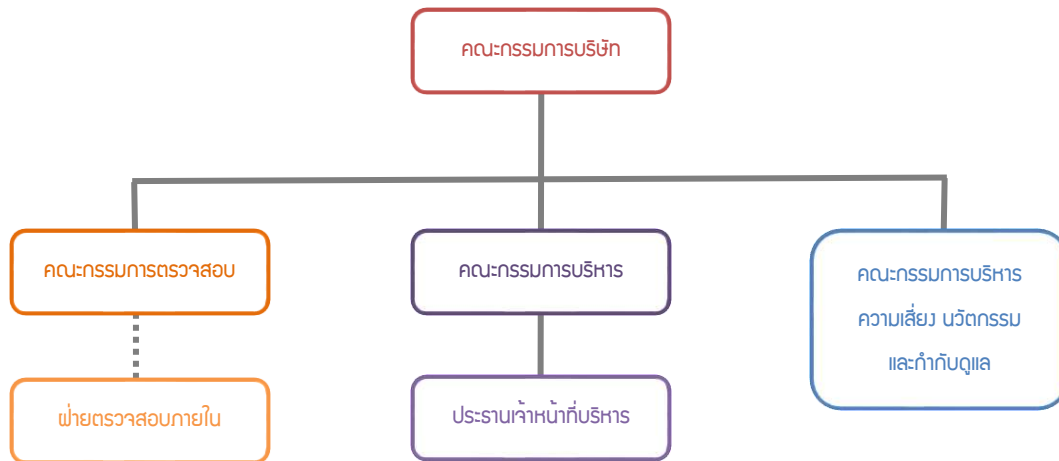 คณะกรรมการบริษัท
คณะกรรมการตรวจสอบ
คณะกรรมการบริหาร
คณะกรรมการบริหาร
ความเสี่ยง นวัตกรรม
และกำกับดูแล
ฝ่ายตรวจสอบภายใน
ประธานเจ้าหน้าที่บริหาร